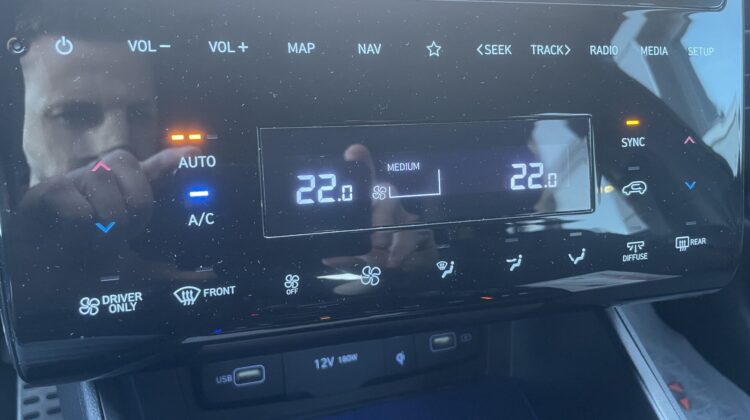 VOL− VOL+ MAP NAV <SEEK TRACK> RADIO MEDIA SETUP
AUTO
SYNC
MEDIUM
22.0 22.0
A/C
DIFFUSE
REAR
DRIVER
ONLY
FRONT
OFF
USB
12V 180W